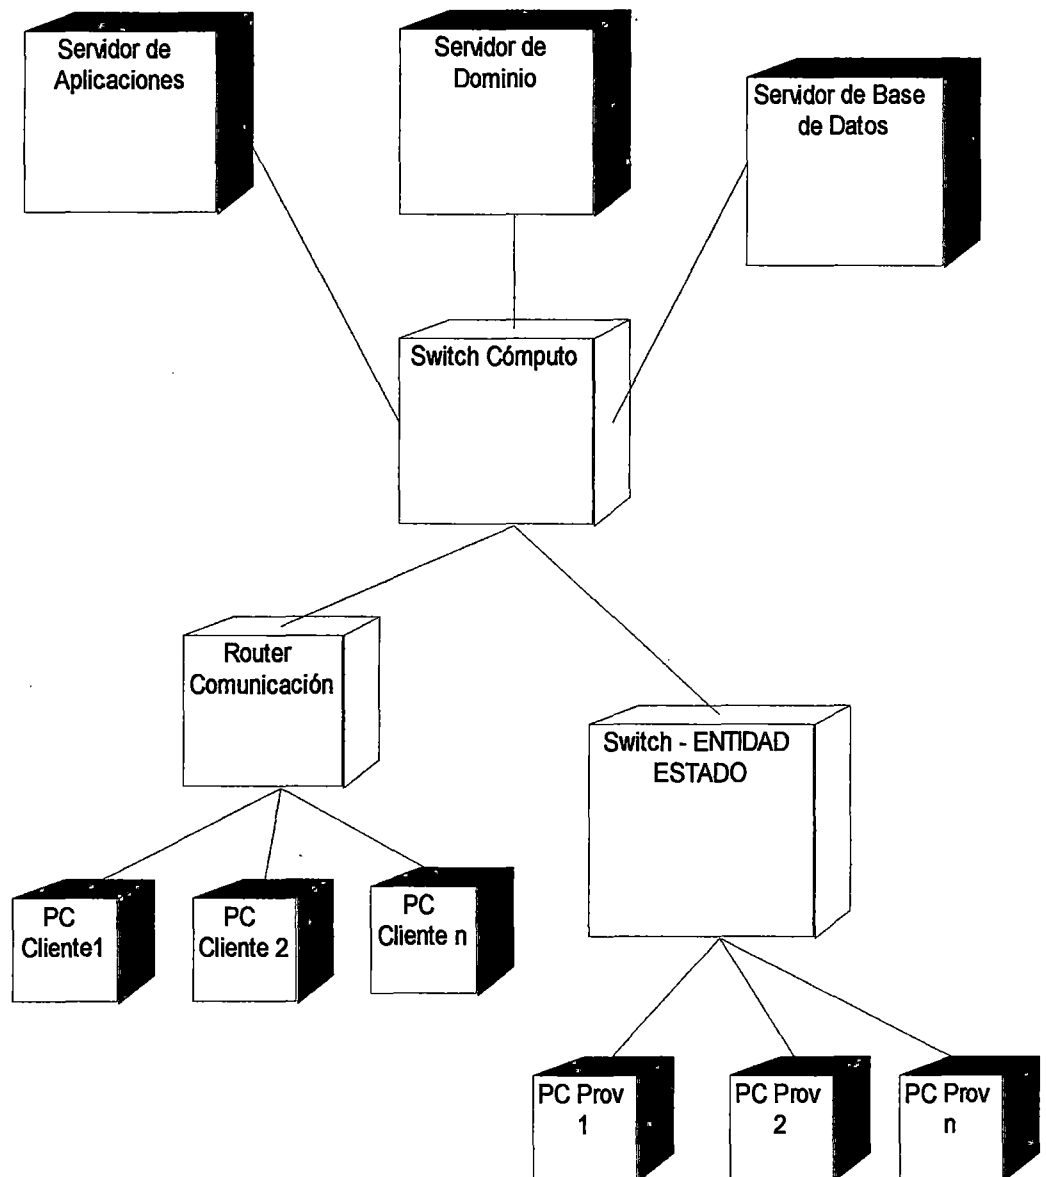 Servidor de
Aplicaciones
Servidor de
Dominio
Servidor de Base
de Datos
Switch Cómputo
Router
Comunicación
Switch - ENTIDAD
ESTADO
PC
Cliente1
PC
Cliente 2
PC
Cliente n
PC Prov
1
PC Prov
2
PC Prov
n